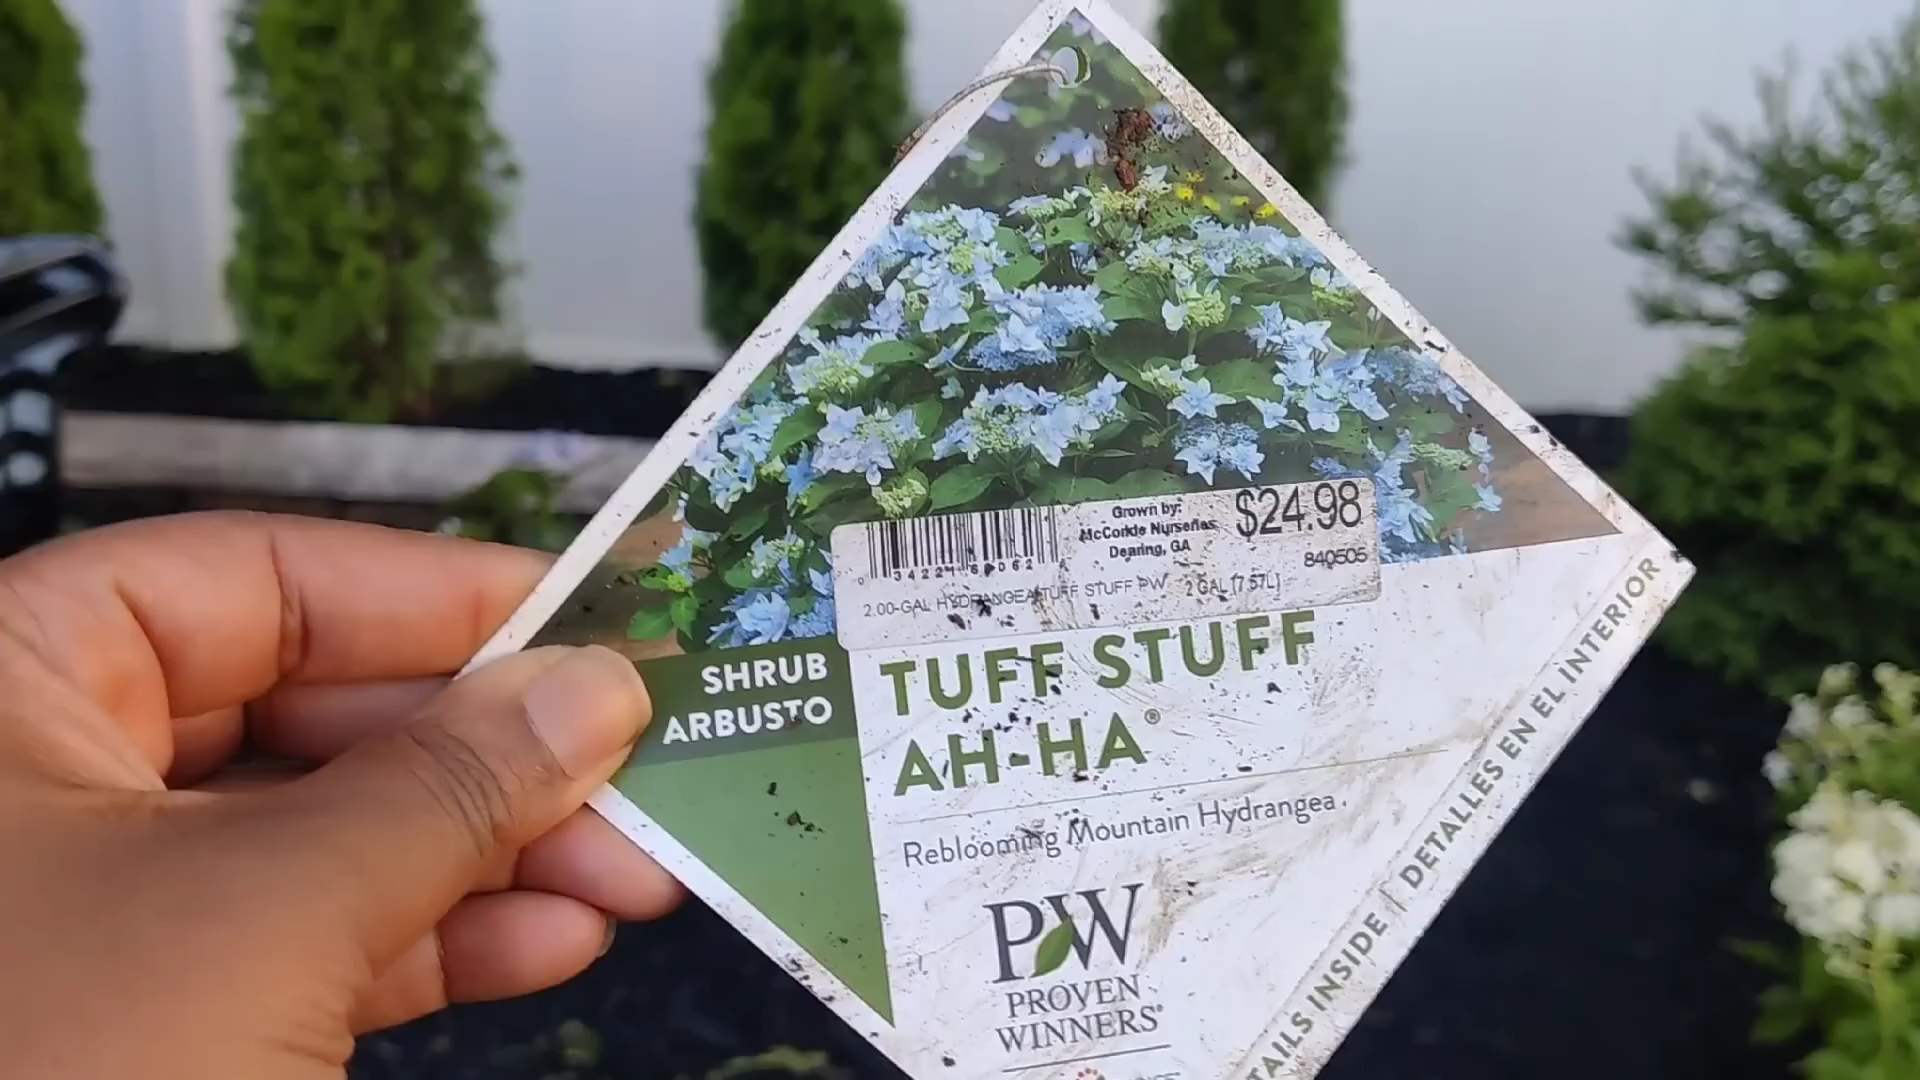 Grown by:
McCorkle Nurseries
Dearing, GA
$24.98
840505
2.00-GAL HYDRANGEA TUFF STUFF PW 2 GAL [7.57L]
SHRUB
ARBUSTO
TUFF STUFF
AH-HA®
Reblooming Mountain Hydrangea
PW
PROVEN
WINNERS®
TAILS INSIDE | DETALLES EN EL INTERIOR